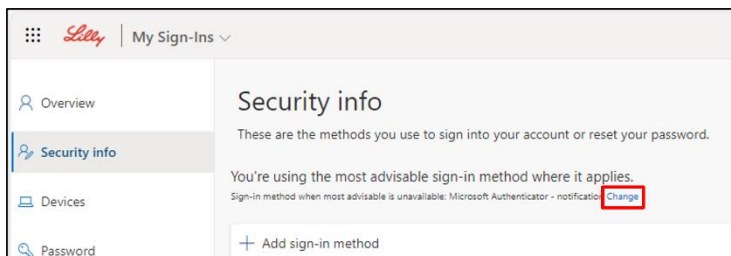 Lilly My Sign-Ins
Overview
Security info
Devices
Password
Security info
These are the methods you use to sign into your account or reset your password.
You're using the most advisable sign-in method where it applies.
Sign-in method when most advisable is unavailable: Microsoft Authenticator - notification Change
+ Add sign-in method